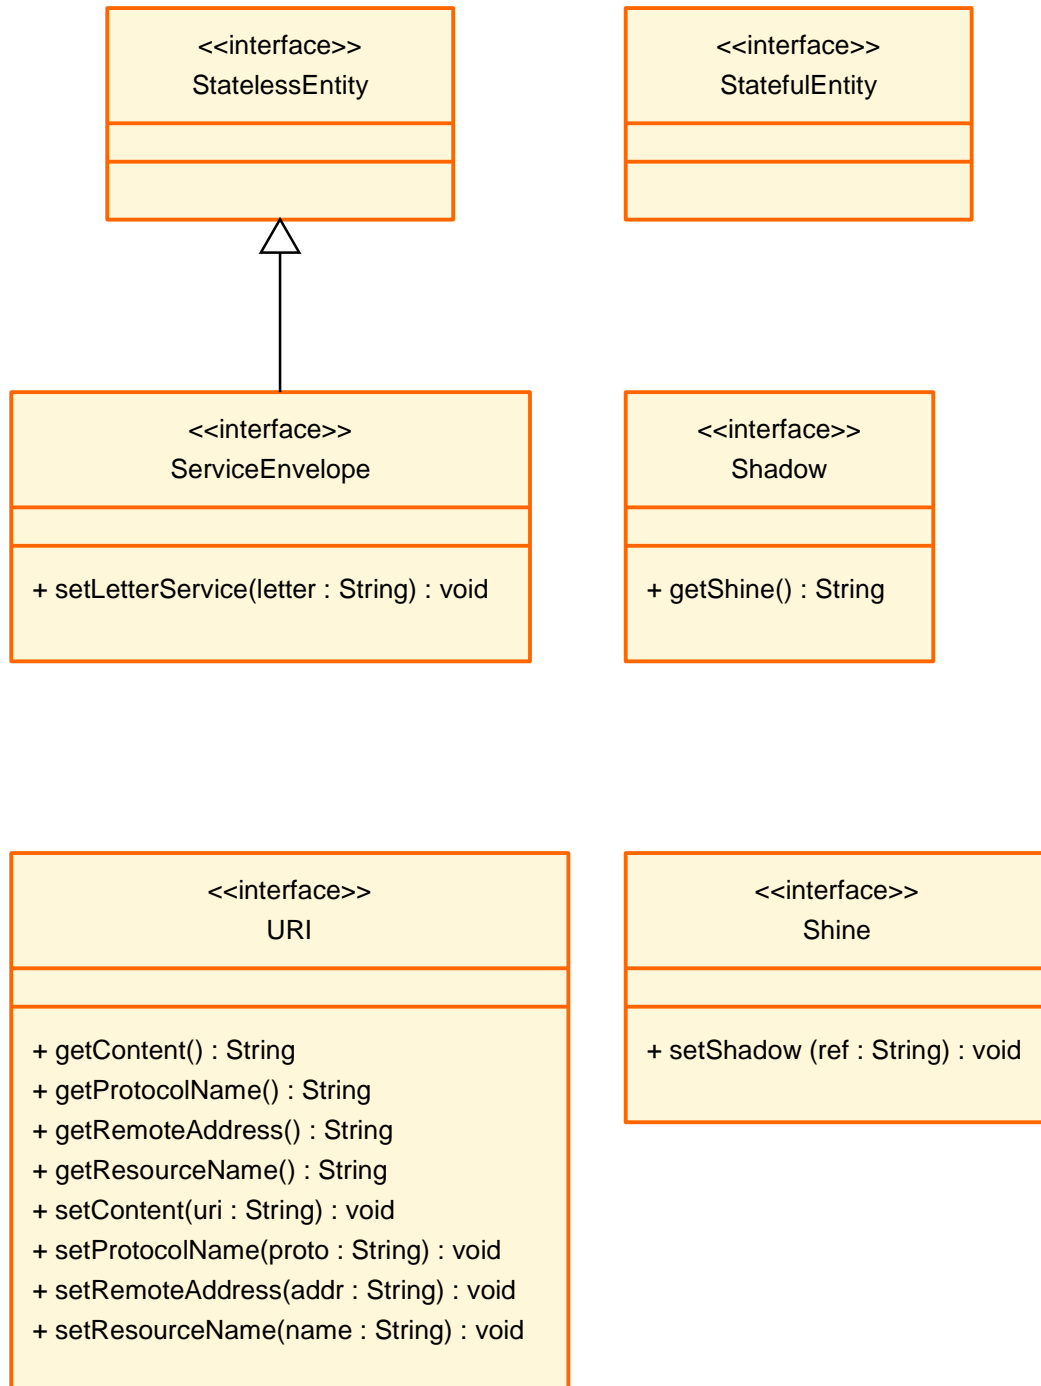 <<interface>>
StatelessEntity
<<interface>>
StatefulEntity
<<interface>>
ServiceEnvelope
+ setLetterService(letter : String) : void
<<interface>>
Shadow
+ getShine() : String
<<interface>>
URI
+ getContent() : String
+ getProtocolName() : String
+ getRemoteAddress() : String
+ getResourceName() : String
+ setContent(uri : String) : void
+ setProtocolName(proto : String) : void
+ setRemoteAddress(addr : String) : void
+ setResourceName(name : String) : void
<<interface>>
Shine
+ setShadow (ref : String) : void